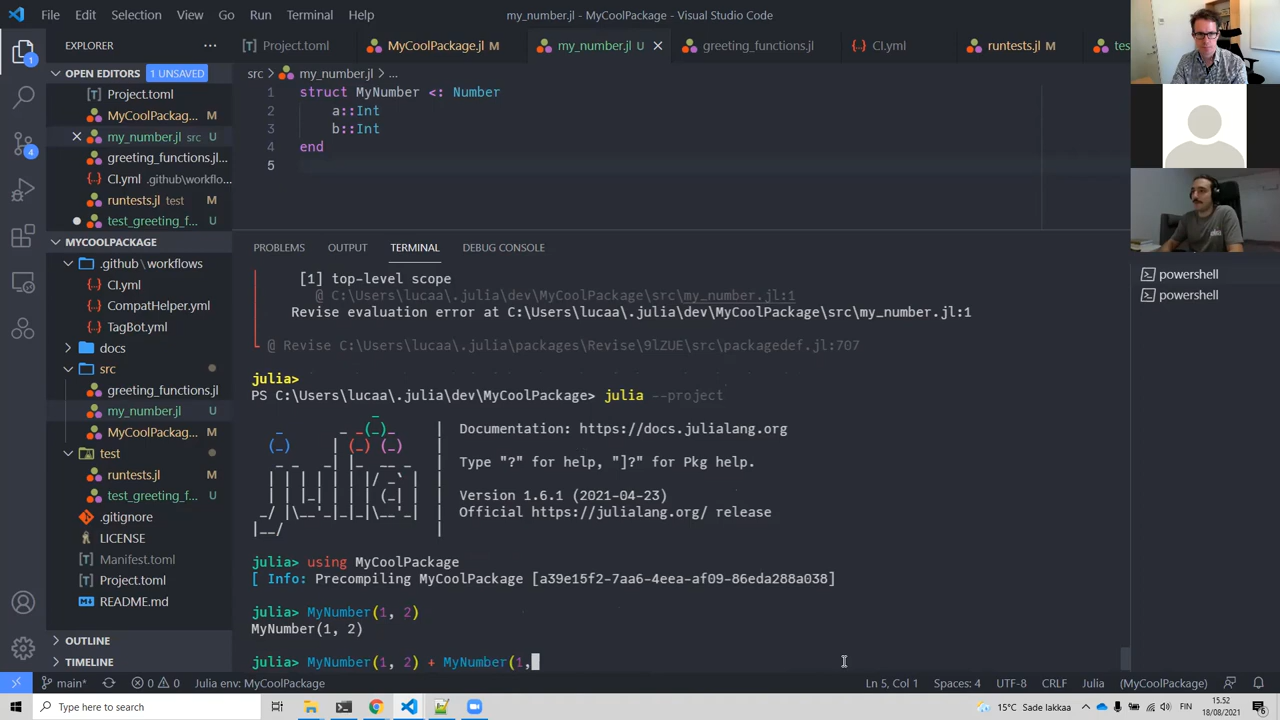 File Edit Selection View Go Run Terminal Help
my_number.jl - MyCoolPackage - Visual Studio Code
EXPLORER
OPEN EDITORS 1 UNSAVED
Project.toml
MyCoolPackag... M
my_number.jl src U
greeting_functions.jl...
CI.yml .github\workflo...
runtests.jl test M
test_greeting_f... U
MYCOOLPACKAGE
.github\workflows
CI.yml
CompatHelper.yml
TagBot.yml
docs
src
greeting_functions.jl
my_number.jl U
MyCoolPackag... M
test
runtests.jl M
test_greeting_f... U
.gitignore
LICENSE
Manifest.toml
Project.toml
README.md
OUTLINE
TIMELINE
Project.toml MyCoolPackage.jl M my_number.jl U greeting_functions.jl CI.yml runtests.jl M tes
src > my_number.jl > ...
1 struct MyNumber <: Number
2 a::Int
3 b::Int
4 end
5
PROBLEMS OUTPUT TERMINAL DEBUG CONSOLE
[1] top-level scope
@ C:\Users\lucaa\.julia\dev\MyCoolPackage\src\my_number.jl:1
Revise evaluation error at C:\Users\lucaa\.julia\dev\MyCoolPackage\src\my_number.jl:1
@ Revise C:\Users\lucaa\.julia\packages\Revise\9lZUE\src\packagedef.jl:707
julia>
PS C:\Users\lucaa\.julia\dev\MyCoolPackage> julia --project
Documentation: https://docs.julialang.org
Type "?" for help, "]?" for Pkg help.
Version 1.6.1 (2021-04-23)
Official https://julialang.org/ release
julia> using MyCoolPackage
[ Info: Precompiling MyCoolPackage [a39e15f2-7aa6-4eea-af09-86eda288a038]
julia> MyNumber(1, 2)
MyNumber(1, 2)
julia> MyNumber(1, 2) + MyNumber(1,
powershell
powershell
main* 0 0 Julia env: MyCoolPackage
Ln 5, Col 1 Spaces: 4 UTF-8 CRLF Julia (MyCoolPackage)
Type here to search
15°C Sade lakkaa FIN 15.52
18/08/2021